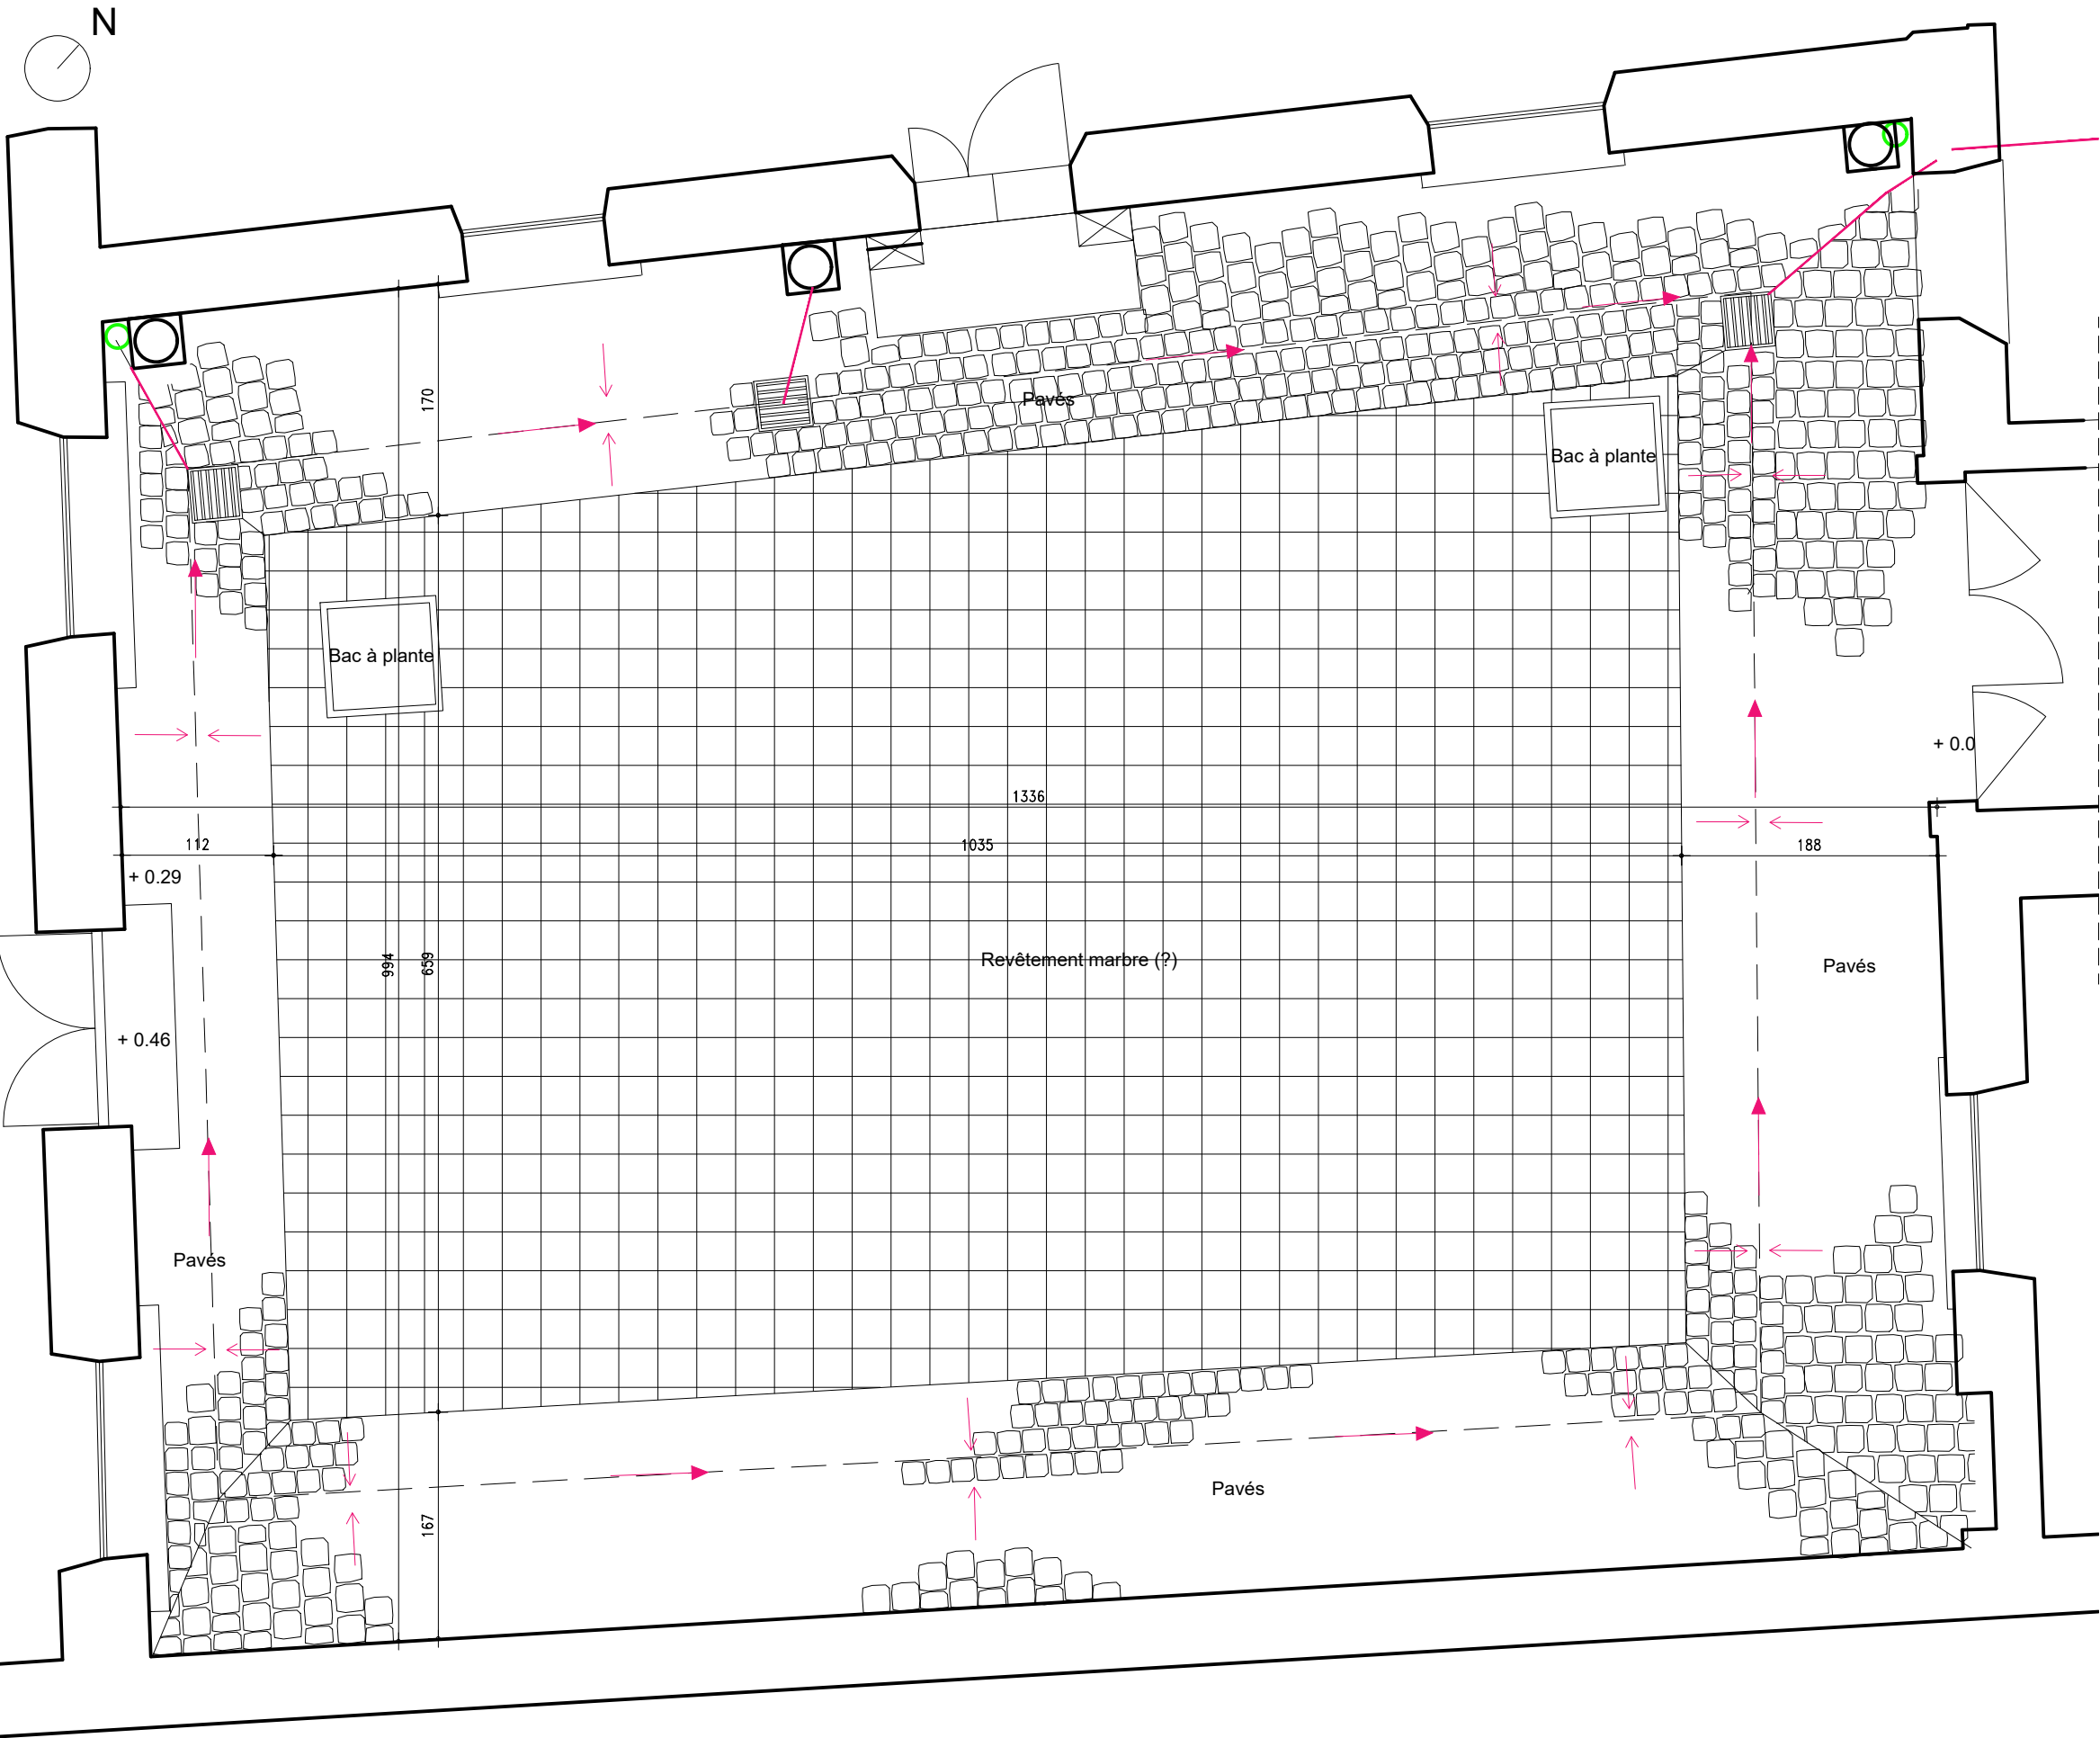 N
170
Pavés
Bac à plante
Bac à plante
+ 0.0
1336
112
1035
188
+ 0.29
994
659
Revêtement marbre (?)
Pavés
+ 0.46
Pavés
Pavés
167